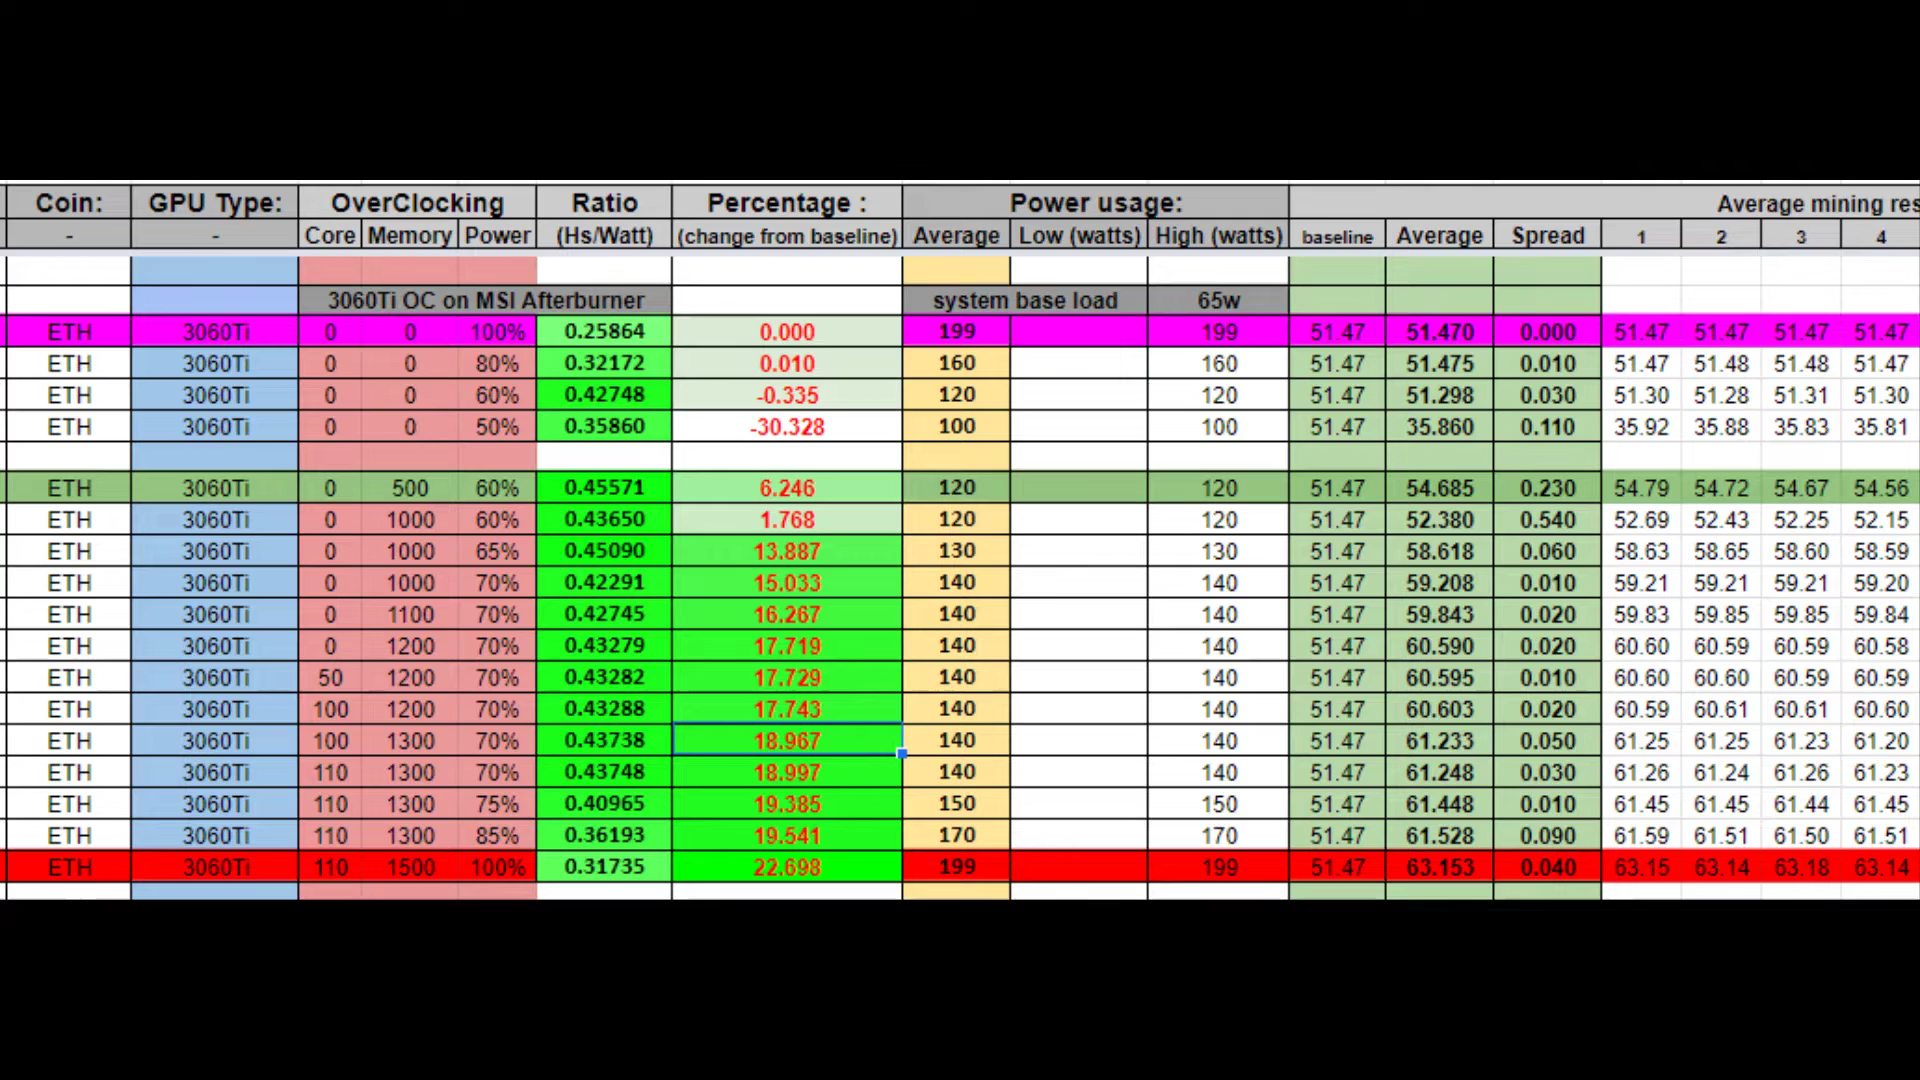 Coin: GPU Type: OverClocking Ratio Percentage : Power usage: Average mining res
- - Core Memory Power (Hs/Watt) (change from baseline) Average Low (watts) High (watts) baseline Average Spread 1 2 3 4
3060Ti OC on MSI Afterburner system base load 65w
ETH 3060Ti 0 0 100% 0.25864 0.000 199 199 51.47 51.470 0.000 51.47 51.47 51.47 51.47
ETH 3060Ti 0 0 80% 0.32172 0.010 160 160 51.47 51.475 0.010 51.47 51.48 51.48 51.47
ETH 3060Ti 0 0 60% 0.42748 -0.335 120 120 51.47 51.298 0.030 51.30 51.28 51.31 51.30
ETH 3060Ti 0 0 50% 0.35860 -30.328 100 100 51.47 35.860 0.110 35.92 35.88 35.83 35.81
ETH 3060Ti 0 500 60% 0.45571 6.246 120 120 51.47 54.685 0.230 54.79 54.72 54.67 54.56
ETH 3060Ti 0 1000 60% 0.43650 1.768 120 120 51.47 52.380 0.540 52.69 52.43 52.25 52.15
ETH 3060Ti 0 1000 65% 0.45090 13.887 130 130 51.47 58.618 0.060 58.63 58.65 58.60 58.59
ETH 3060Ti 0 1000 70% 0.42291 15.033 140 140 51.47 59.208 0.010 59.21 59.21 59.21 59.20
ETH 3060Ti 0 1100 70% 0.42745 16.267 140 140 51.47 59.843 0.020 59.83 59.85 59.85 59.84
ETH 3060Ti 0 1200 70% 0.43279 17.719 140 140 51.47 60.590 0.020 60.60 60.59 60.59 60.58
ETH 3060Ti 50 1200 70% 0.43282 17.729 140 140 51.47 60.595 0.010 60.60 60.60 60.59 60.59
ETH 3060Ti 100 1200 70% 0.43288 17.743 140 140 51.47 60.603 0.020 60.59 60.61 60.61 60.60
ETH 3060Ti 100 1300 70% 0.43738 18.967 140 140 51.47 61.233 0.050 61.25 61.25 61.23 61.20
ETH 3060Ti 110 1300 70% 0.43748 18.997 140 140 51.47 61.248 0.030 61.26 61.24 61.26 61.23
ETH 3060Ti 110 1300 75% 0.40965 19.385 150 150 51.47 61.448 0.010 61.45 61.45 61.44 61.45
ETH 3060Ti 110 1300 85% 0.36193 19.541 170 170 51.47 61.528 0.090 61.59 61.51 61.50 61.51
ETH 3060Ti 110 1500 100% 0.31735 22.698 199 199 51.47 63.153 0.040 63.15 63.14 63.18 63.14